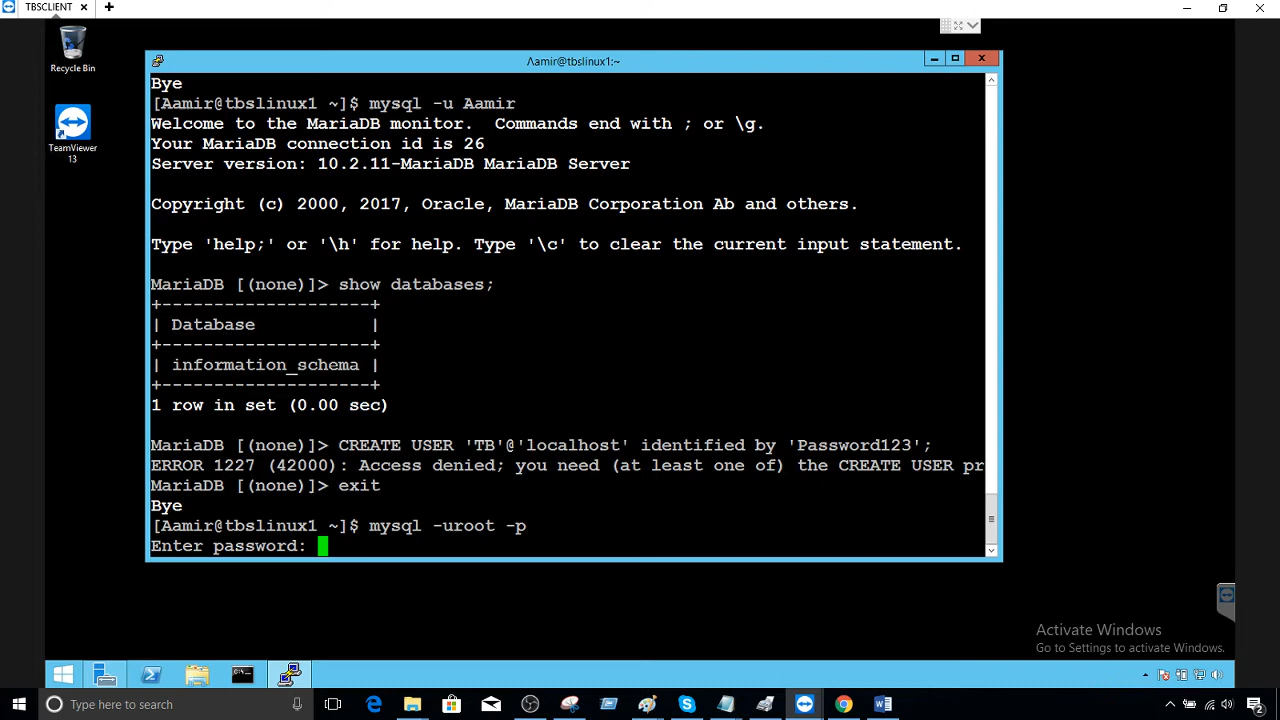 TBSCLIENT
Recycle Bin
TeamViewer
13
Aamir@tbslinux1:~
Bye
[Aamir@tbslinux1 ~]$ mysql -u Aamir
Welcome to the MariaDB monitor.  Commands end with ; or \g.
Your MariaDB connection id is 26
Server version: 10.2.11-MariaDB MariaDB Server
Copyright (c) 2000, 2017, Oracle, MariaDB Corporation Ab and others.
Type 'help;' or '\h' for help. Type '\c' to clear the current input statement.
MariaDB [(none)]> show databases;
+--------------------+
| Database           |
+--------------------+
| information_schema |
+--------------------+
1 row in set (0.00 sec)
MariaDB [(none)]> CREATE USER 'TB'@'localhost' identified by 'Password123';
ERROR 1227 (42000): Access denied; you need (at least one of) the CREATE USER pr
MariaDB [(none)]> exit
Bye
[Aamir@tbslinux1 ~]$ mysql -uroot -p
Enter password:
Activate Windows
Go to Settings to activate Windows.
Type here to search